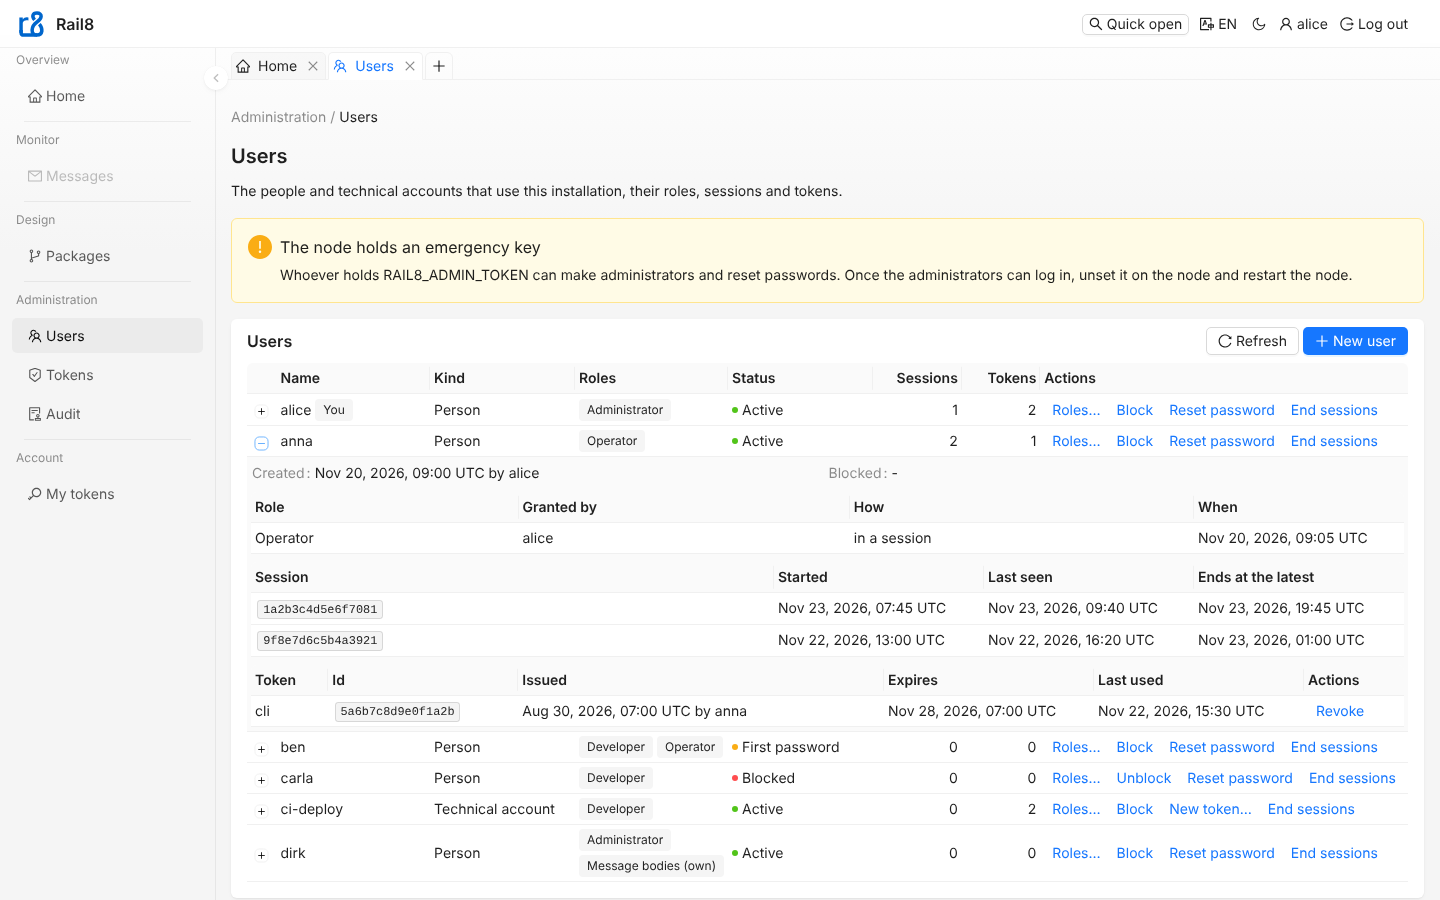 Rail8
Quick open
EN
alice
Log out
Overview
Home
Monitor
Messages
Design
Packages
Administration
Users
Tokens
Audit
Account
My tokens
Home
Users
Administration / Users
Users
The people and technical accounts that use this installation, their roles, sessions and tokens.
The node holds an emergency key
Whoever holds RAIL8_ADMIN_TOKEN can make administrators and reset passwords. Once the administrators can log in, unset it on the node and restart the node.
Users
Refresh
New user
Name Kind Roles Status Sessions Tokens Actions
alice You Person Administrator Active 1 2 Roles... Block Reset password End sessions
anna Person Operator Active 2 1 Roles... Block Reset password End sessions
Created: Nov 20, 2026, 09:00 UTC by alice Blocked: -
Role Granted by How When
Operator alice in a session Nov 20, 2026, 09:05 UTC
Session Started Last seen Ends at the latest
1a2b3c4d5e6f7081 Nov 23, 2026, 07:45 UTC Nov 23, 2026, 09:40 UTC Nov 23, 2026, 19:45 UTC
9f8e7d6c5b4a3921 Nov 22, 2026, 13:00 UTC Nov 22, 2026, 16:20 UTC Nov 23, 2026, 01:00 UTC
Token Id Issued Expires Last used Actions
cli 5a6b7c8d9e0f1a2b Aug 30, 2026, 07:00 UTC by anna Nov 28, 2026, 07:00 UTC Nov 22, 2026, 15:30 UTC Revoke
ben Person Developer Operator First password 0 0 Roles... Block Reset password End sessions
carla Person Developer Blocked 0 0 Roles... Unblock Reset password End sessions
ci-deploy Technical account Developer Active 0 2 Roles... Block New token... End sessions
dirk Person Administrator Message bodies (own) Active 0 0 Roles... Block Reset password End sessions